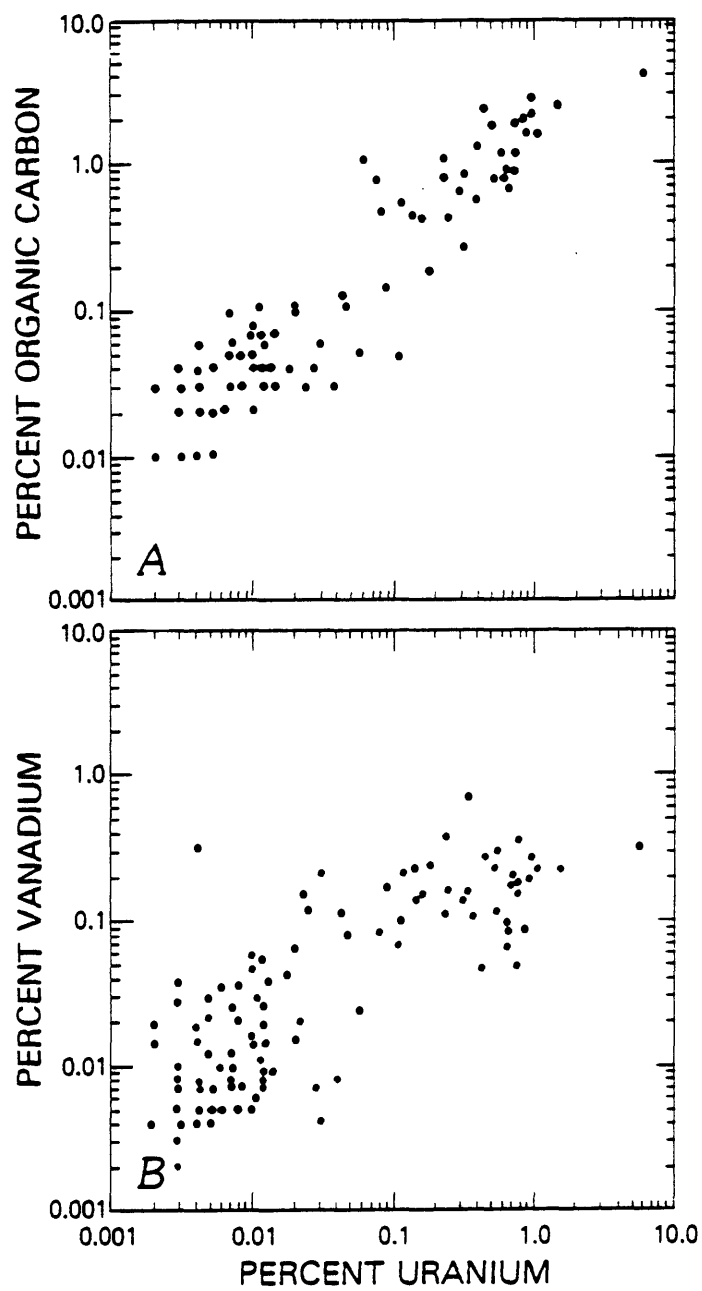 PERCENT ORGANIC CARBON
10.0
1.0
0.1
0.01
0.001
A
PERCENT VANADIUM
10.0
1.0
0.1
0.01
0.001
B
0.001 0.01 0.1 1.0 10.0
PERCENT URANIUM